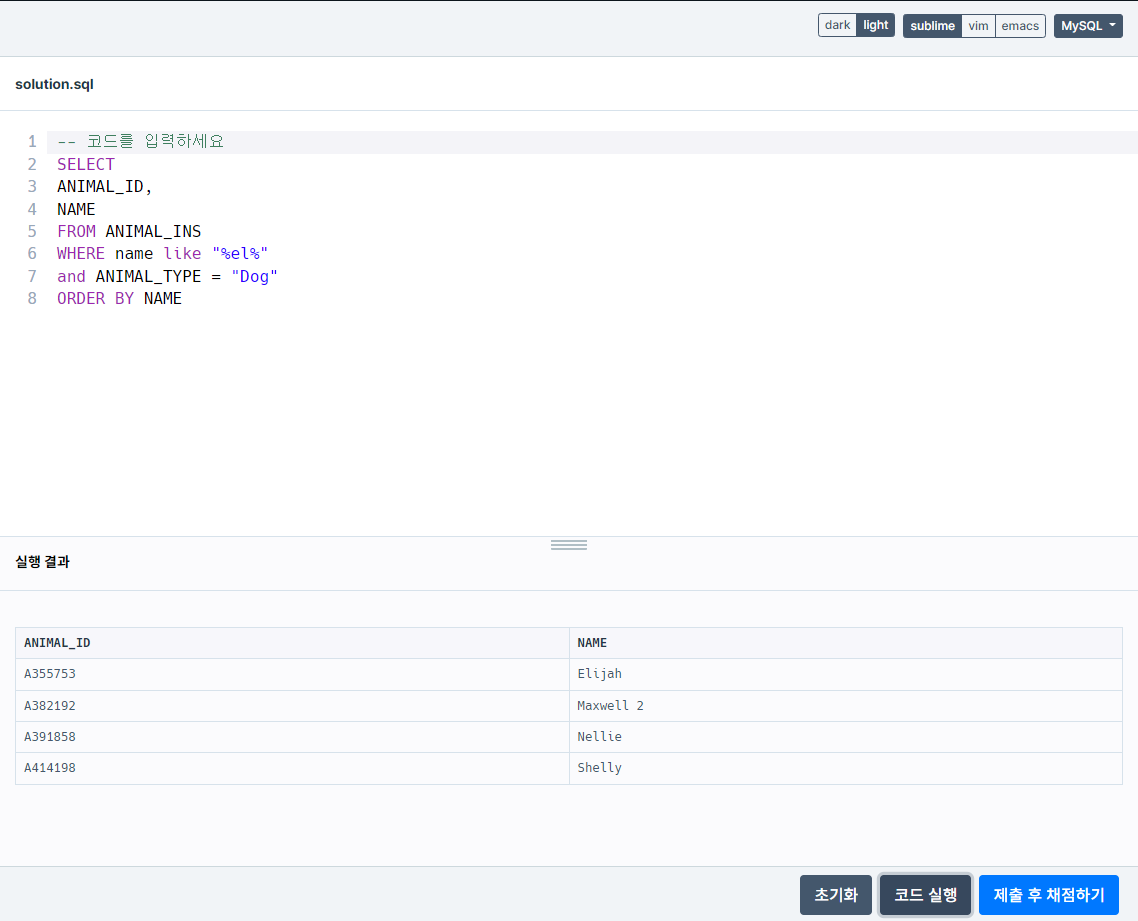 dark light sublime vim emacs MySQL
solution.sql
1 -- 코드를 입력하세요
2 SELECT
3 ANIMAL_ID,
4 NAME
5 FROM ANIMAL_INS
6 WHERE name like "%el%"
7 and ANIMAL_TYPE = "Dog"
8 ORDER BY NAME
실행 결과
ANIMAL_ID NAME
A355753 Elijah
A382192 Maxwell 2
A391858 Nellie
A414198 Shelly
초기화 코드 실행 제출 후 채점하기